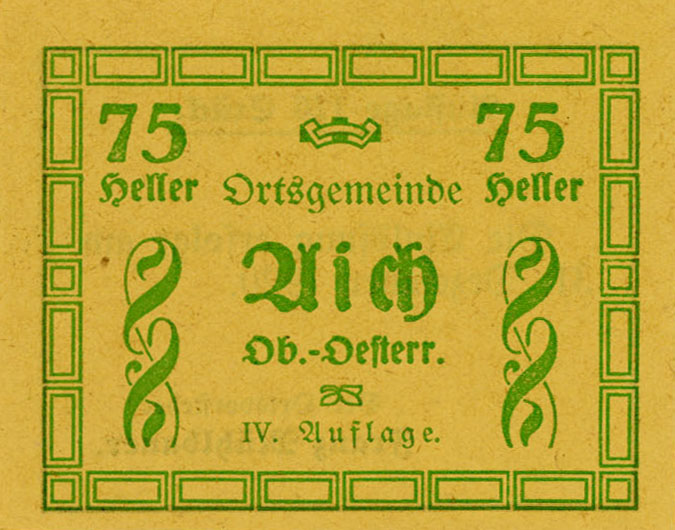 75 75
Heller Ortsgemeinde Heller
Aich
Ob.-Oesterr.
IV. Auflage.